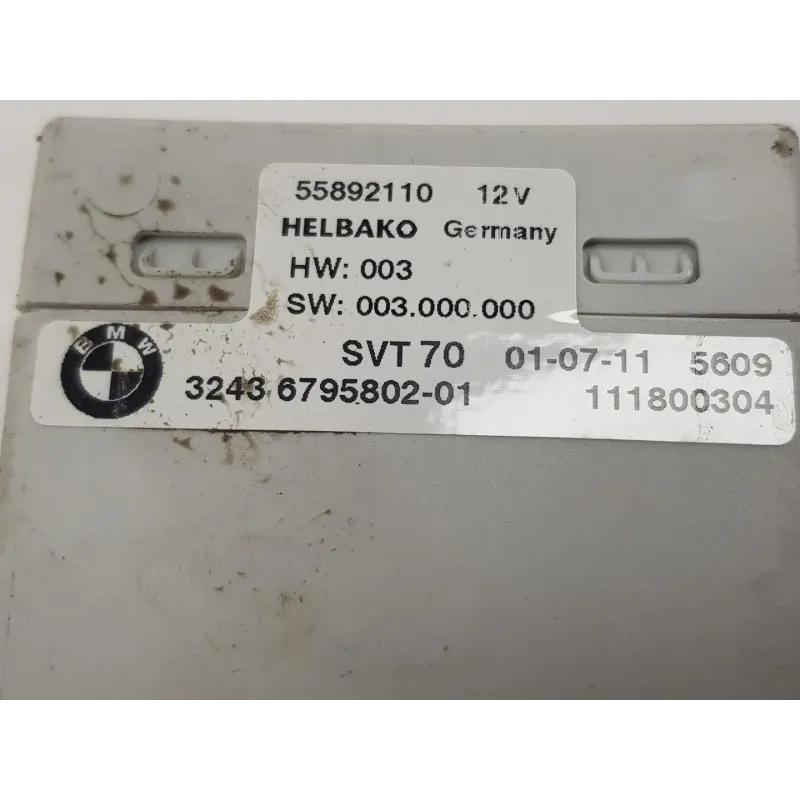 55892110 12V
HELBAKO Germany
HW: 003
SW: 003.000.000
BMW
SVT 70 01-07-11 5609
3243 6795802-01 111800304